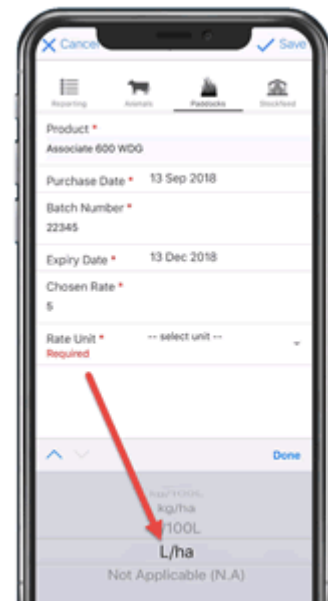 Cancel Save
Reporting Animals Paddocks Stockfeed
Product *
Associate 600 WDG
Purchase Date * 13 Sep 2018
Batch Number *
22345
Expiry Date * 13 Dec 2018
Chosen Rate *
5
Rate Unit * -- select unit --
Required
Done
kg/100L
kg/ha
/100L
L/ha
Not Applicable (N.A)